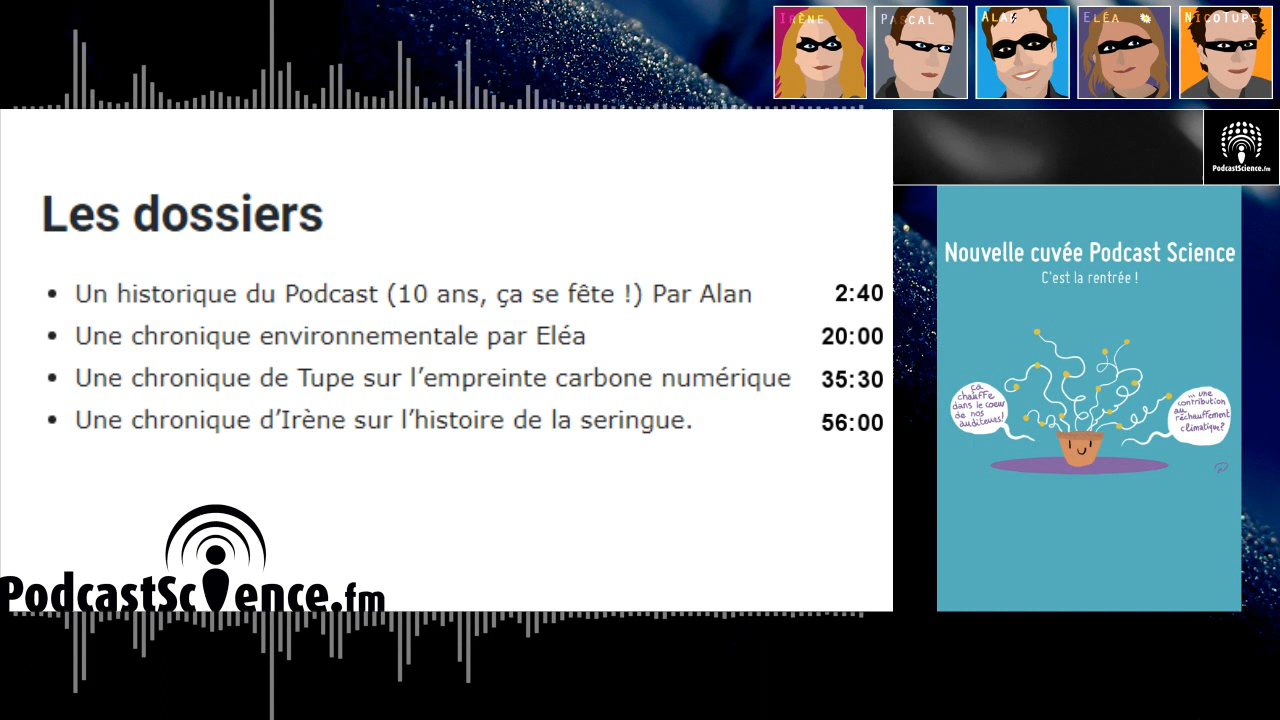 IRÈNE
PASCAL
ALAN
ELÉA
NICOTUPE
PodcastScience.fm
Les dossiers
• Un historique du Podcast (10 ans, ça se fête !) Par Alan 2:40
• Une chronique environnementale par Eléa 20:00
• Une chronique de Tupe sur l’empreinte carbone numérique 35:30
• Une chronique d’Irène sur l’histoire de la seringue. 56:00
PodcastScience.fm
Nouvelle cuvée Podcast Science
C'est la rentrée !
ça
chauffe
dans le coeur
de nos
auditeurs!
... une
contribution
au
réchauffement
climatique?